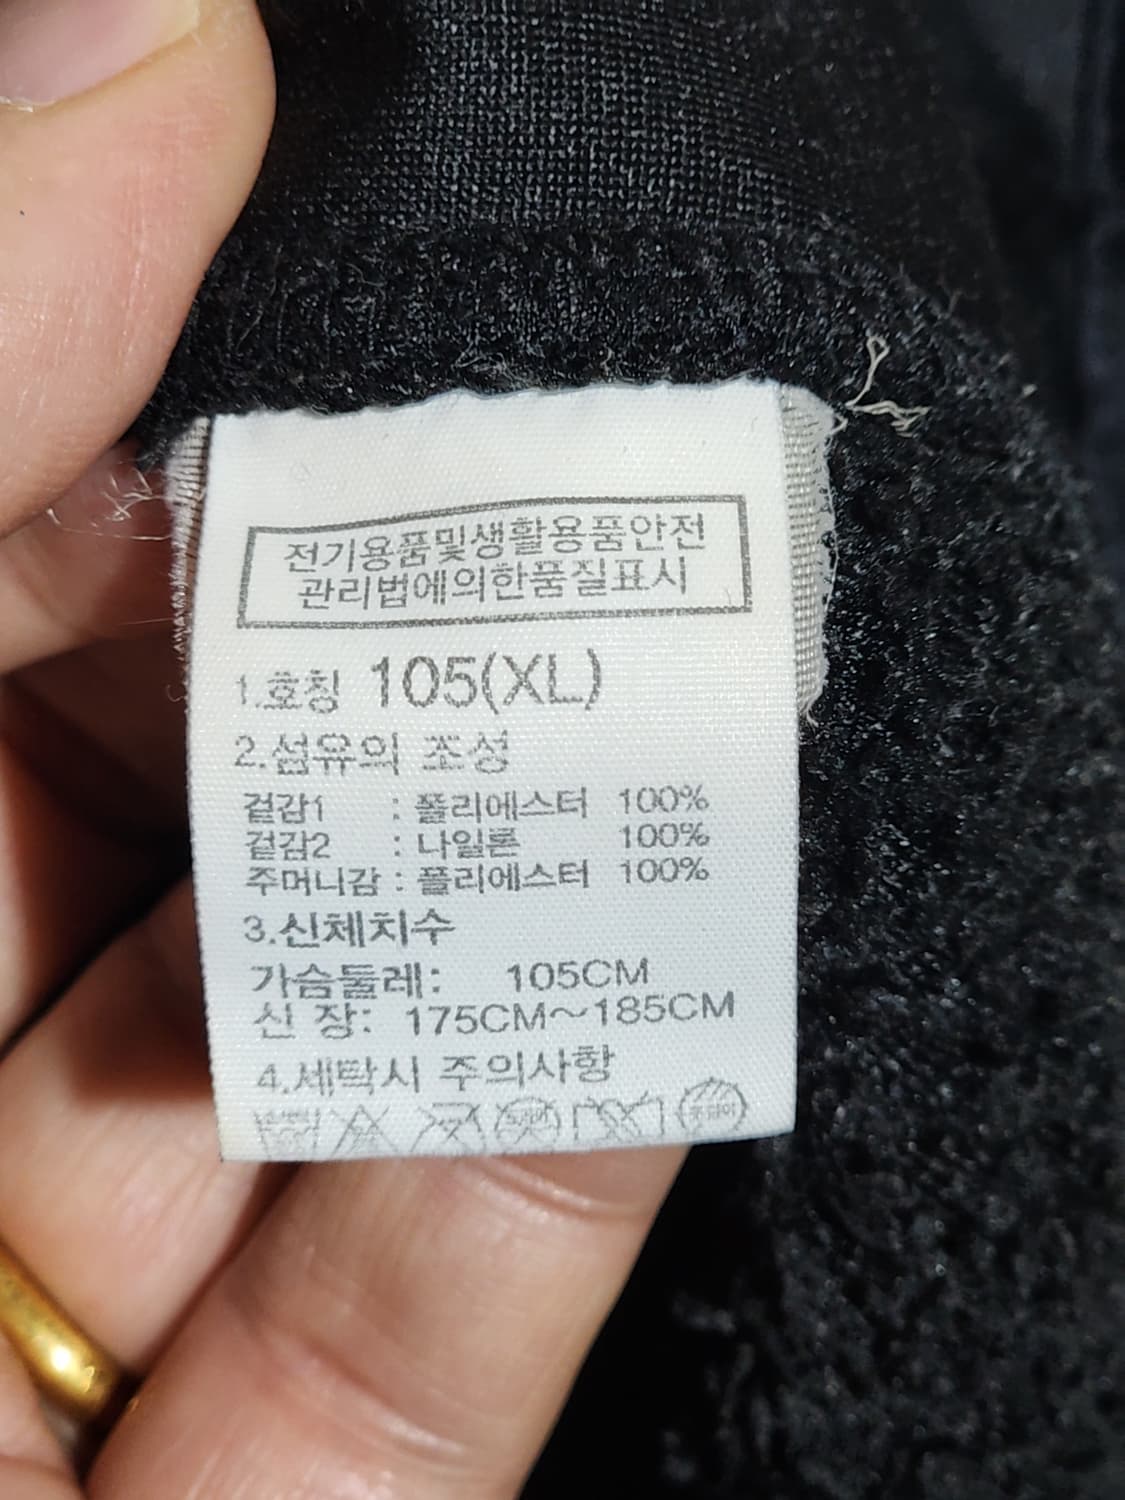 전기용품및생활용품안전
관리법에의한품질표시
1.호칭 105(XL)
2.섬유의 조성
겉감1 : 폴리에스터 100%
겉감2 : 나일론 100%
주머니감 : 폴리에스터 100%
3.신체치수
가슴둘레: 105CM
신 장: 175CM~185CM
4.세탁시 주의사항